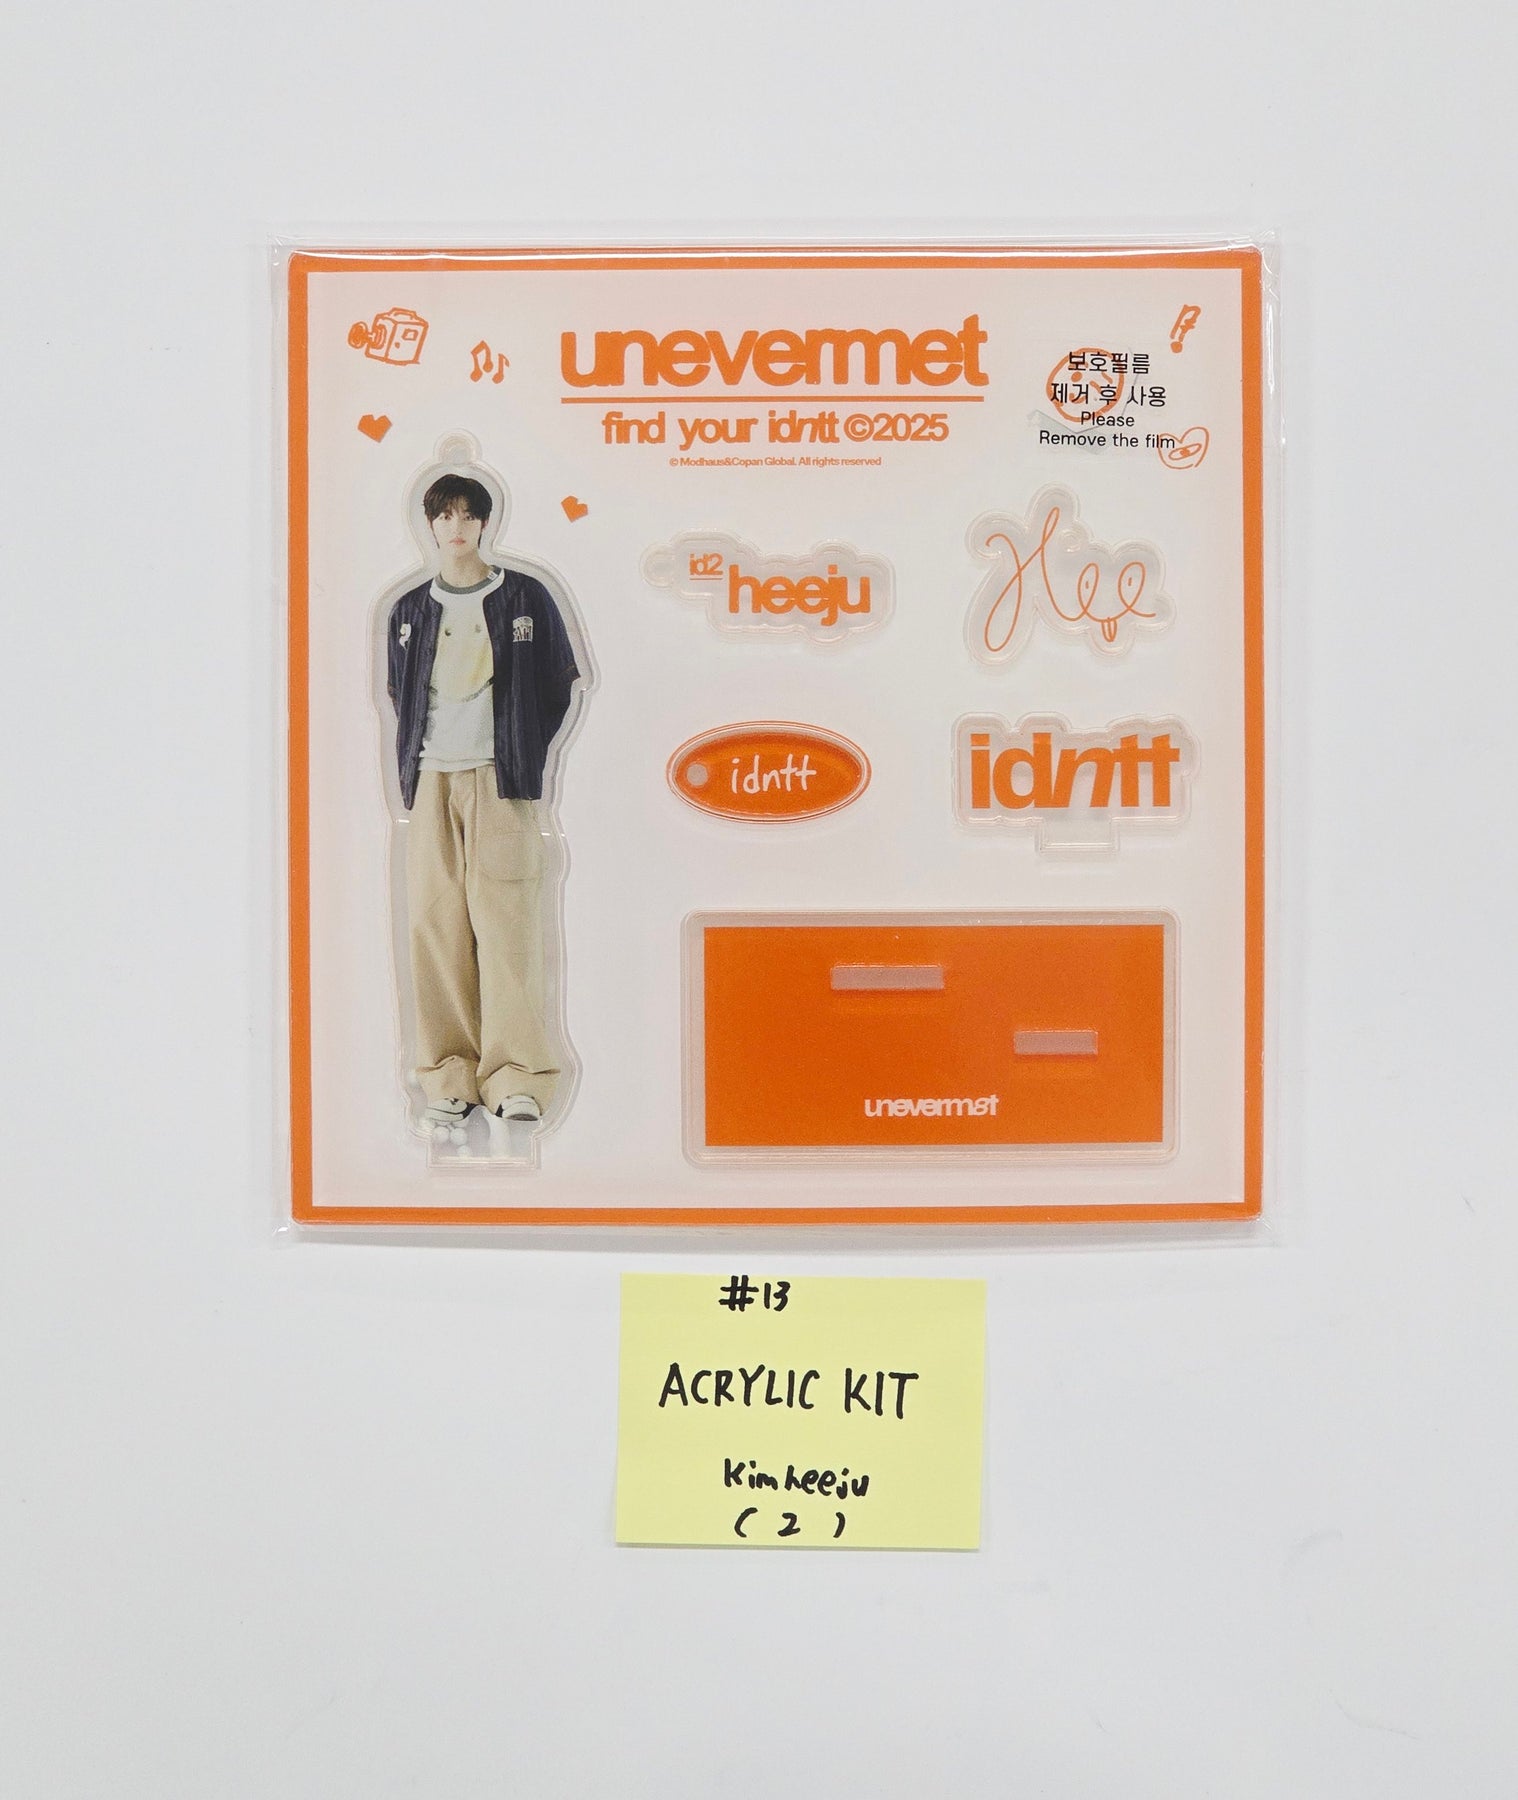 unevermet
find your idntt ©2025
© Modhaus&Copan Global. All rights reserved
보호필름
제거 후 사용
Please
Remove the film
id2
heeju
Hee
idntt
idntt
unevermet
#13
ACRYLIC KIT
Kimheeju
(2)